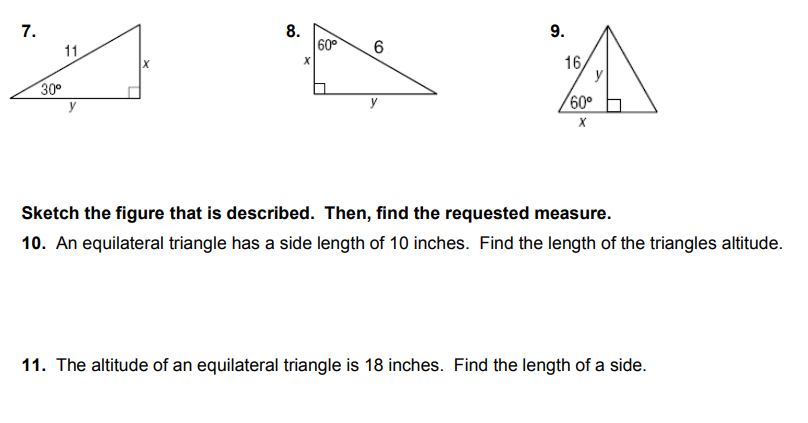 7.
11
x
30°
y
8.
60°
6
x
y
9.
16
y
60°
x
Sketch the figure that is described. Then, find the requested measure.
10. An equilateral triangle has a side length of 10 inches. Find the length of the triangles altitude.
11. The altitude of an equilateral triangle is 18 inches. Find the length of a side.